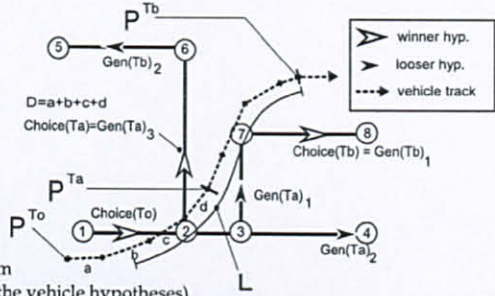 P^Tb
winner hyp.
looser hyp.
vehicle track
5
6
Gen(Tb)₂
D=a+b+c+d
Choice(Ta)=Gen(Ta)₃
7
8
Choice(Tb) = Gen(Tb)₁
P^Ta
Gen(Ta)₁
d
P^To
Choice(To)
1
2
3
4
c
b
a
Gen(Ta)₂
L
m
the vehicle hypotheses)